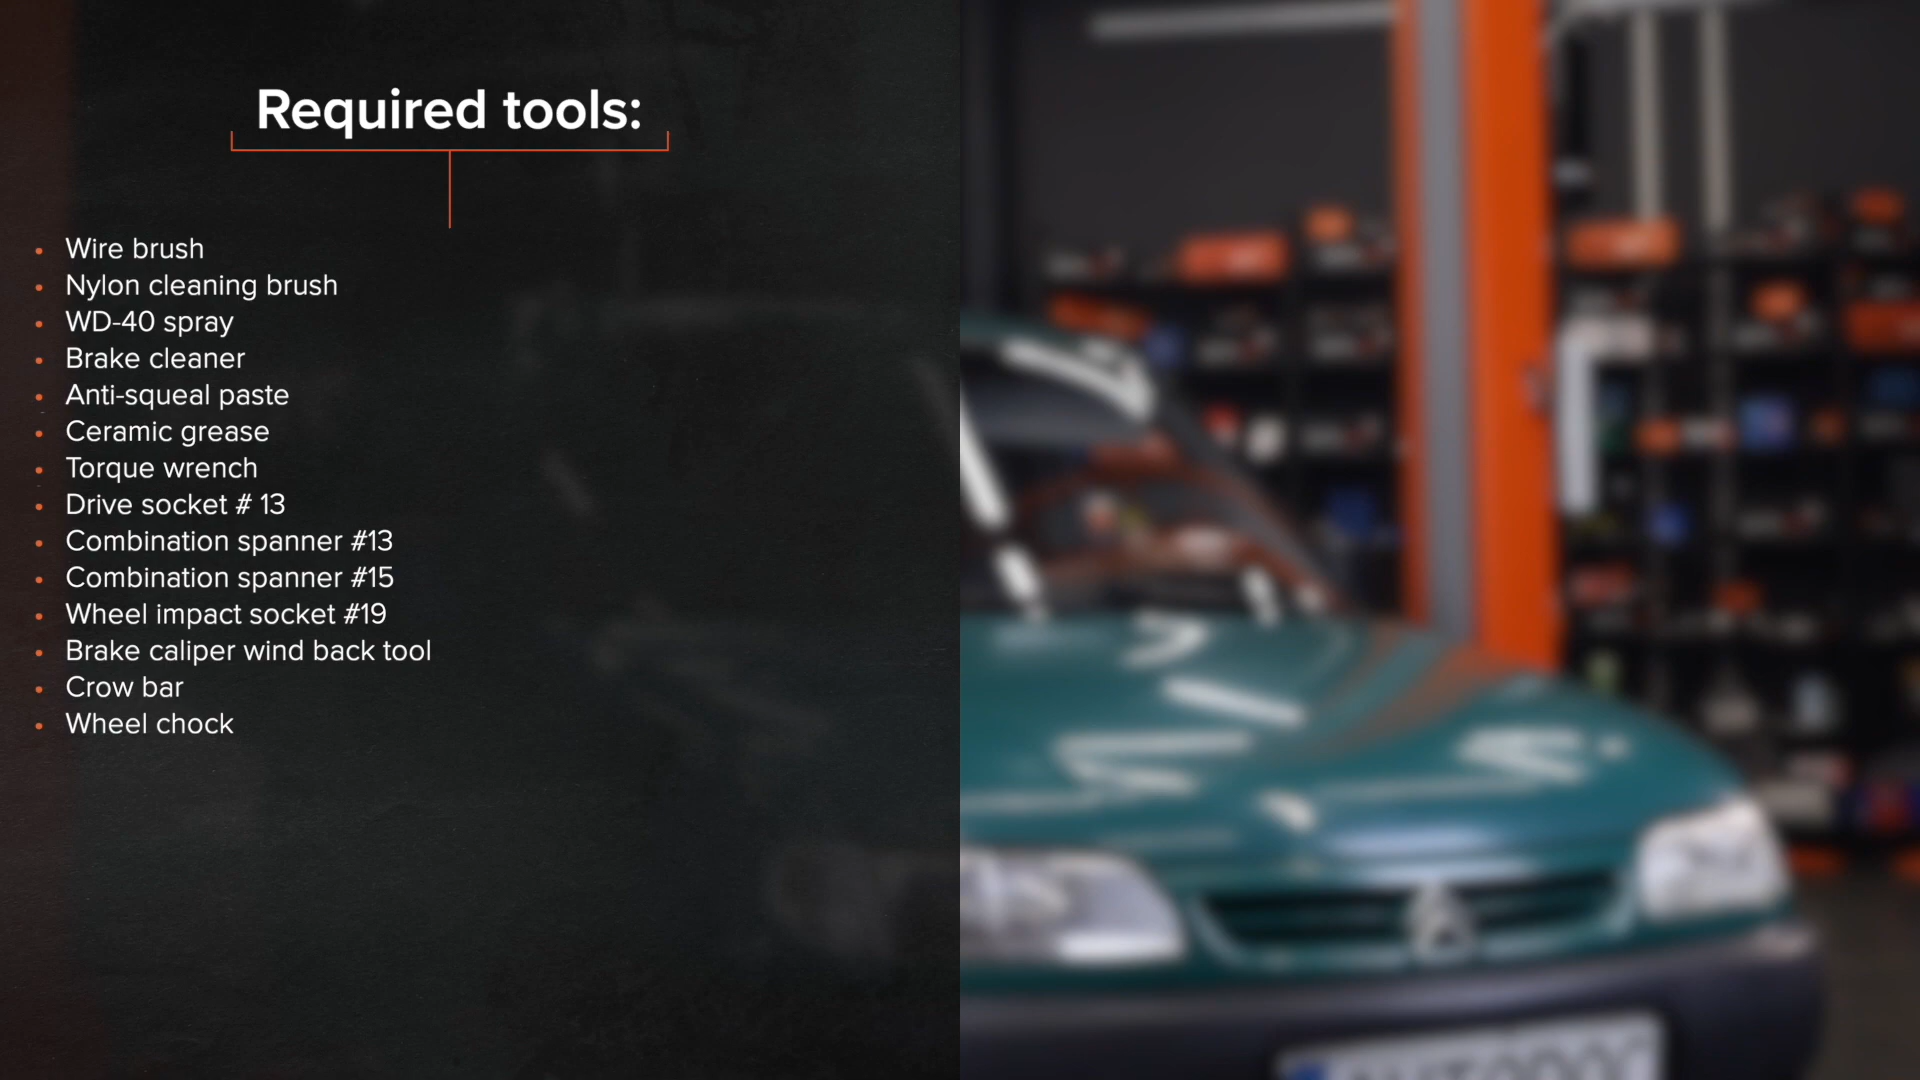 Required tools:
Wire brush
Nylon cleaning brush
WD-40 spray
Brake cleaner
Anti-squeal paste
Ceramic grease
Torque wrench
Drive socket # 13
Combination spanner #13
Combination spanner #15
Wheel impact socket #19
Brake caliper wind back tool
Crow bar
Wheel chock